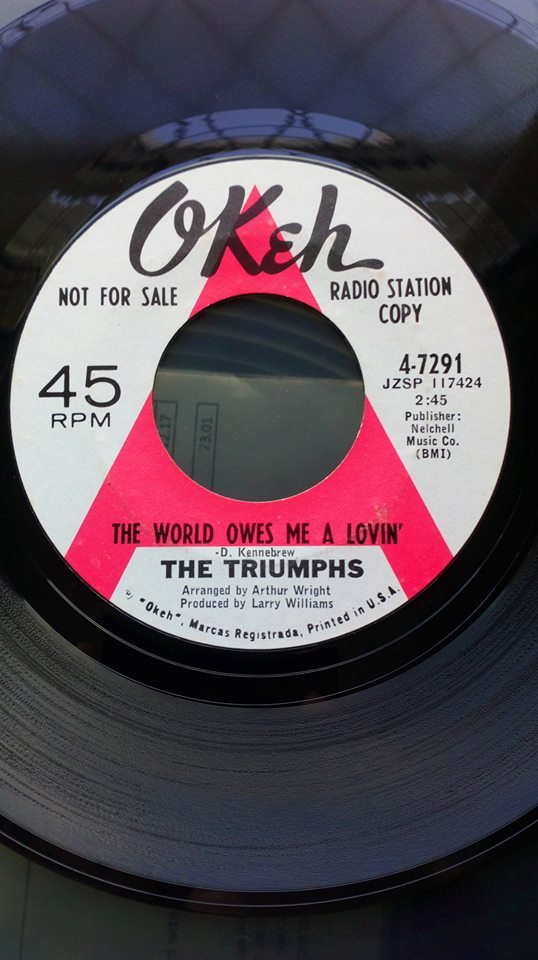 OKeh
NOT FOR SALE
RADIO STATION
COPY
45
RPM
4-7291
JZSP 117424
2:45
Publisher:
Nelchell
Music Co.
(BMI)
73.01
THE WORLD OWES ME A LOVIN'
-D. Kennebrew
THE TRIUMPHS
Arranged by Arthur Wright
Produced by Larry Williams
"Okeh", Marcas Registrada, Printed in U.S.A.